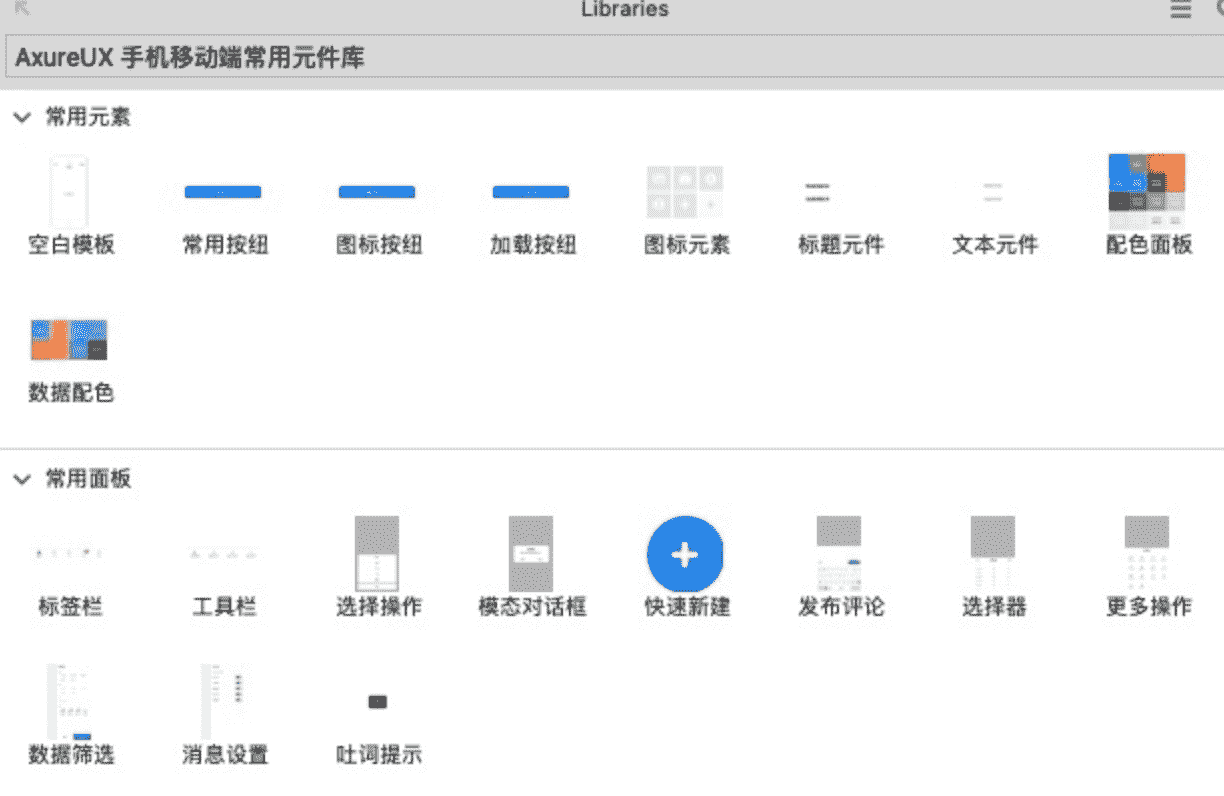 Libraries
AxureUX 手机移动端常用元件库
常用元素
空白模板 常用按钮 图标按钮 加载按钮 图标元素 标题元件 文本元件 配色面板
数据配色
常用面板
标签栏 工具栏 选择操作 模态对话框 快速新建 发布评论 选择器 更多操作
数据筛选 消息设置 吐词提示